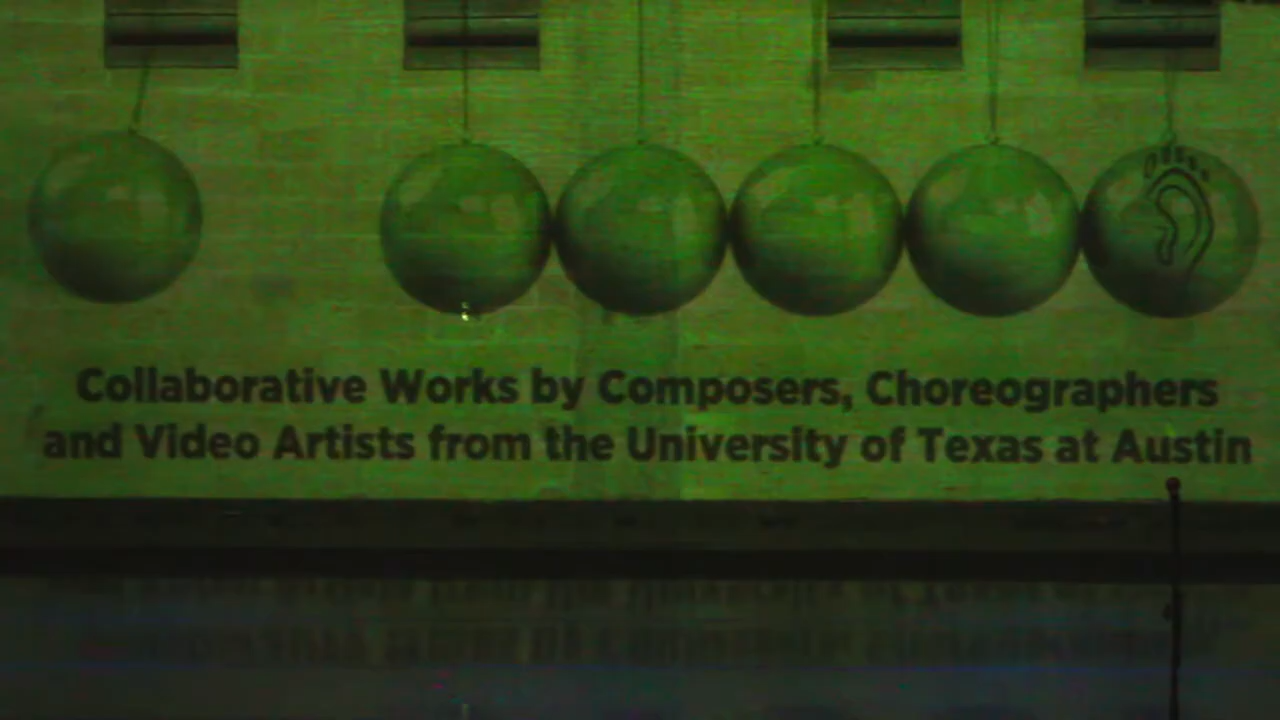 Collaborative Works by Composers, Choreographers
and Video Artists from the University of Texas at Austin